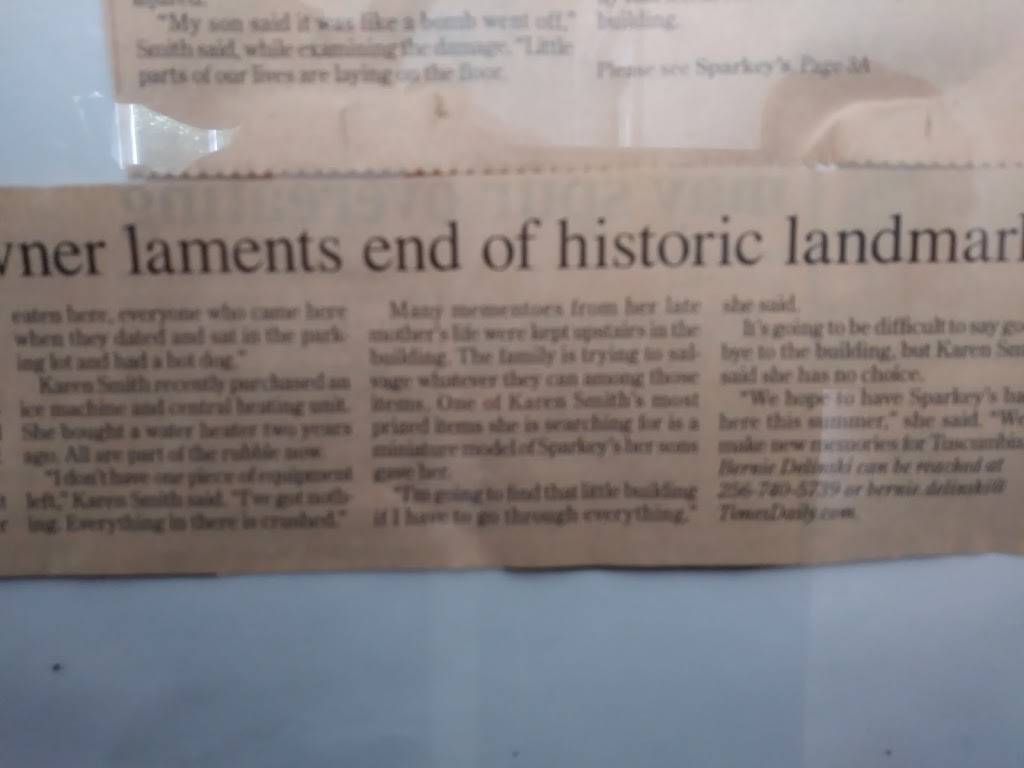 "My son said it was like a bomb went off,"
Smith said, while examining the damage. "Little
parts of our lives are laying on the floor.
building.
Please see Sparkey's, Page 3A
wner laments end of historic landmark
eaten here, everyone who came here
when they dated and sat in the park-
ing lot and had a hot dog."
Karen Smith recently purchased an
ice machine and central heating unit.
She bought a water heater two years
ago. All are part of the rubble now.
"I don't have one piece of equipment
left," Karen Smith said. "I've got noth-
ing. Everything in there is crushed."
Many mementoes from her late
mother's life were kept upstairs in the
building. The family is trying to sal-
vage whatever they can among those
items. One of Karen Smith's most
prized items she is searching for is a
miniature model of Sparkey's her sons
gave her.
"I'm going to find that little building
if I have to go through everything,"
she said.
It's going to be difficult to say go
bye to the building, but Karen Sm
said she has no choice.
"We hope to have Sparkey's ba
here this summer," she said. "We
make new memories for Tuscumbia
Bernie Delinski can be reached at
256-740-5739 or bernie.delinski@
TimesDaily.com.